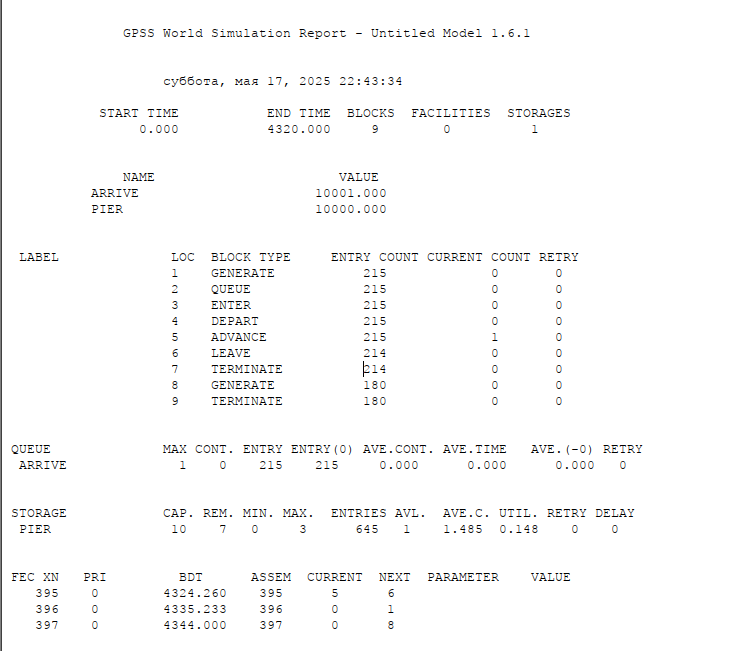 GPSS World Simulation Report - Untitled Model 1.6.1
суббота, мая 17, 2025 22:43:34
START TIME END TIME BLOCKS FACILITIES STORAGES
0.000 4320.000 9 0 1
NAME VALUE
ARRIVE 10001.000
PIER 10000.000
LABEL LOC BLOCK TYPE ENTRY COUNT CURRENT COUNT RETRY
1 GENERATE 215 0 0
2 QUEUE 215 0 0
3 ENTER 215 0 0
4 DEPART 215 0 0
5 ADVANCE 215 1 0
6 LEAVE 214 0 0
7 TERMINATE 214 0 0
8 GENERATE 180 0 0
9 TERMINATE 180 0 0
QUEUE MAX CONT. ENTRY ENTRY(0) AVE.CONT. AVE.TIME AVE.(-0) RETRY
ARRIVE 1 0 215 215 0.000 0.000 0.000 0
STORAGE CAP. REM. MIN. MAX. ENTRIES AVL. AVE.C. UTIL. RETRY DELAY
PIER 10 7 0 3 645 1 1.485 0.148 0 0
FEC XN PRI BDT ASSEM CURRENT NEXT PARAMETER VALUE
395 0 4324.260 395 5 6
396 0 4335.233 396 0 1
397 0 4344.000 397 0 8